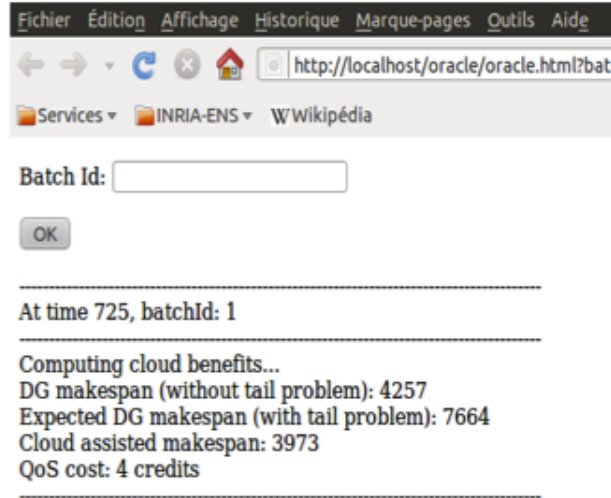 Fichier Édition Affichage Historique Marque-pages Outils Aide
http://localhost/oracle/oracle.html?bat
Services INRIA-ENS W Wikipédia
Batch Id:
OK
--------------------------------------------------------------------------------
At time 725, batchId: 1
--------------------------------------------------------------------------------
Computing cloud benefits...
DG makespan (without tail problem): 4257
Expected DG makespan (with tail problem): 7664
Cloud assisted makespan: 3973
QoS cost: 4 credits
--------------------------------------------------------------------------------